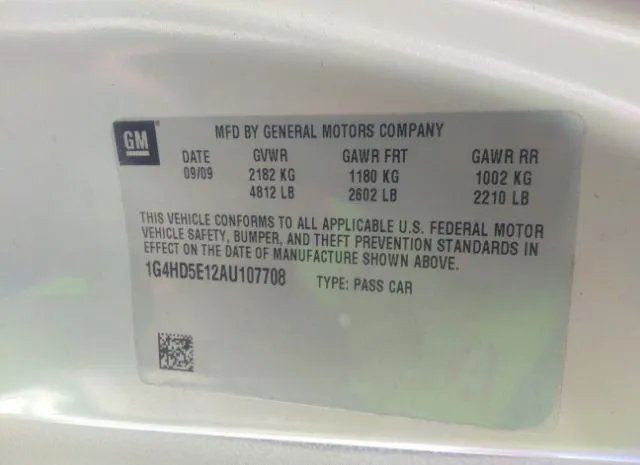 GM® MFD BY GENERAL MOTORS COMPANY
DATE GVWR GAWR FRT GAWR RR
09/09 2182 KG 1180 KG 1002 KG
4812 LB 2602 LB 2210 LB
THIS VEHICLE CONFORMS TO ALL APPLICABLE U.S. FEDERAL MOTOR
VEHICLE SAFETY, BUMPER, AND THEFT PREVENTION STANDARDS IN
EFFECT ON THE DATE OF MANUFACTURE SHOWN ABOVE.
1G4HD5E12AU107708 TYPE: PASS CAR